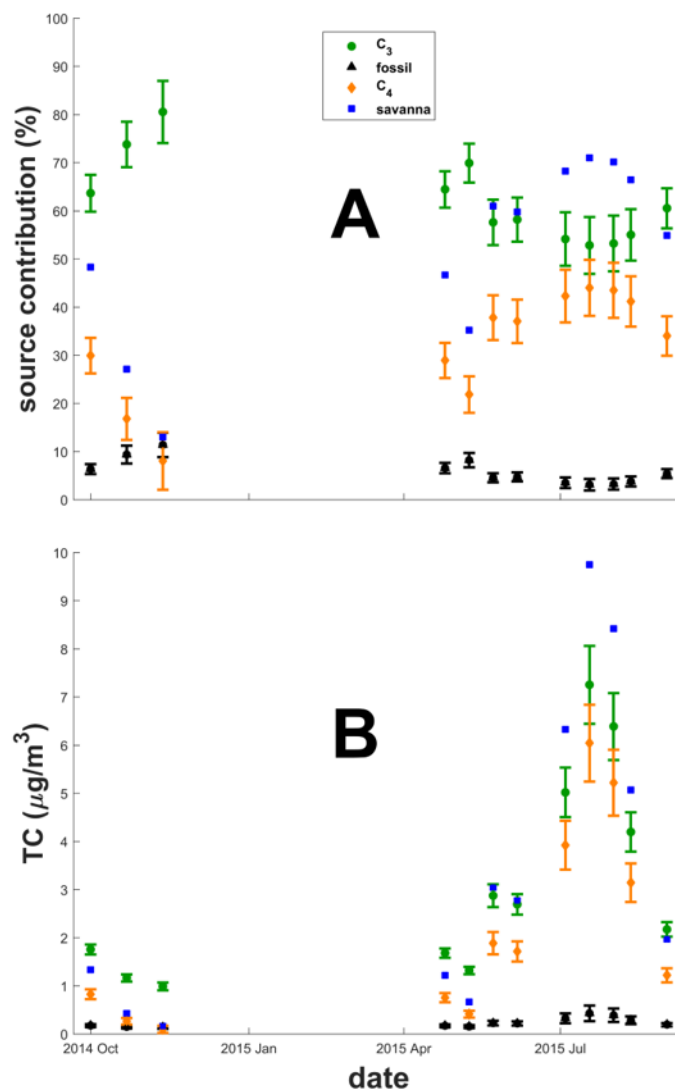 100
90
80
70
60
50
40
30
20
10
0
source contribution (%)
C3
fossil
C4
savanna
A
10
9
8
7
6
5
4
3
2
1
0
TC (μg/m³)
B
2014 Oct 2015 Jan 2015 Apr 2015 Jul
date